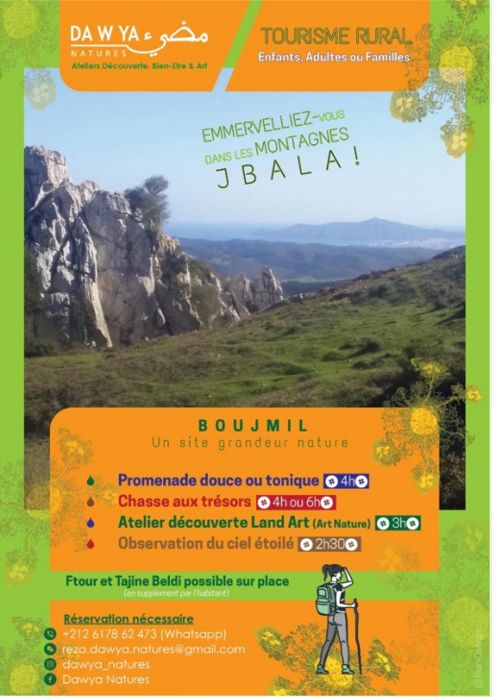 DAWYA مضيء
NATURES
Ateliers Découverte, Bien-Etre & Art
TOURISME RURAL
Enfants, Adultes ou Familles
EMMERVELLIEZ-VOUS
DANS LES MONTAGNES
JBALA !
BOUJMIL
Un site grandeur nature
Promenade douce ou tonique 4h
Chasse aux trésors 4h ou 6h
Atelier découverte Land Art (Art Nature) 3h
Observation du ciel étoilé 2h30
Ftour et Tajine Beldi possible sur place
(en supplement par l'habitant)
Réservation nécessaire
+212 6178 62 473 (Whatsapp)
reza.dawya.natures@gmail.com
dawya_natures
Dawya Natures